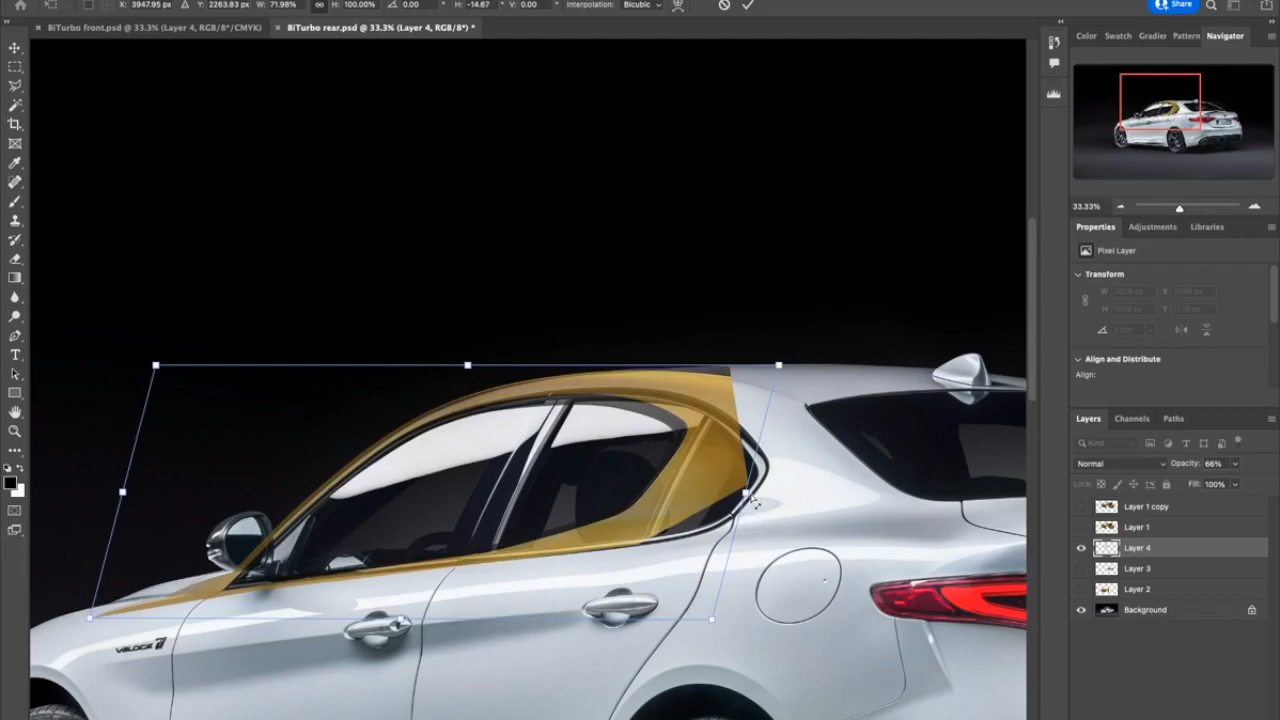 X: 3947.95 px Y: 2263.83 px W: 71.98% H: 100.00% 0.00 ° H: -14.67 ° V: 0.00 ° Interpolation: Bicubic Share
× BiTurbo front.psd @ 33.3% (Layer 4, RGB/8*/CMYK) × BiTurbo rear.psd @ 33.3% (Layer 4, RGB/8*) *
Color Swatch Gradier Pattern Navigator
33.33%
Properties Adjustments Libraries
Pixel Layer
Transform
W X
H Y
0.00°
Align and Distribute
Align:
Layers Channels Paths
Kind
Normal Opacity: 66%
Lock: Fill: 100%
Layer 1 copy
Layer 1
Layer 4
Layer 3
Layer 2
Background
VELOCE